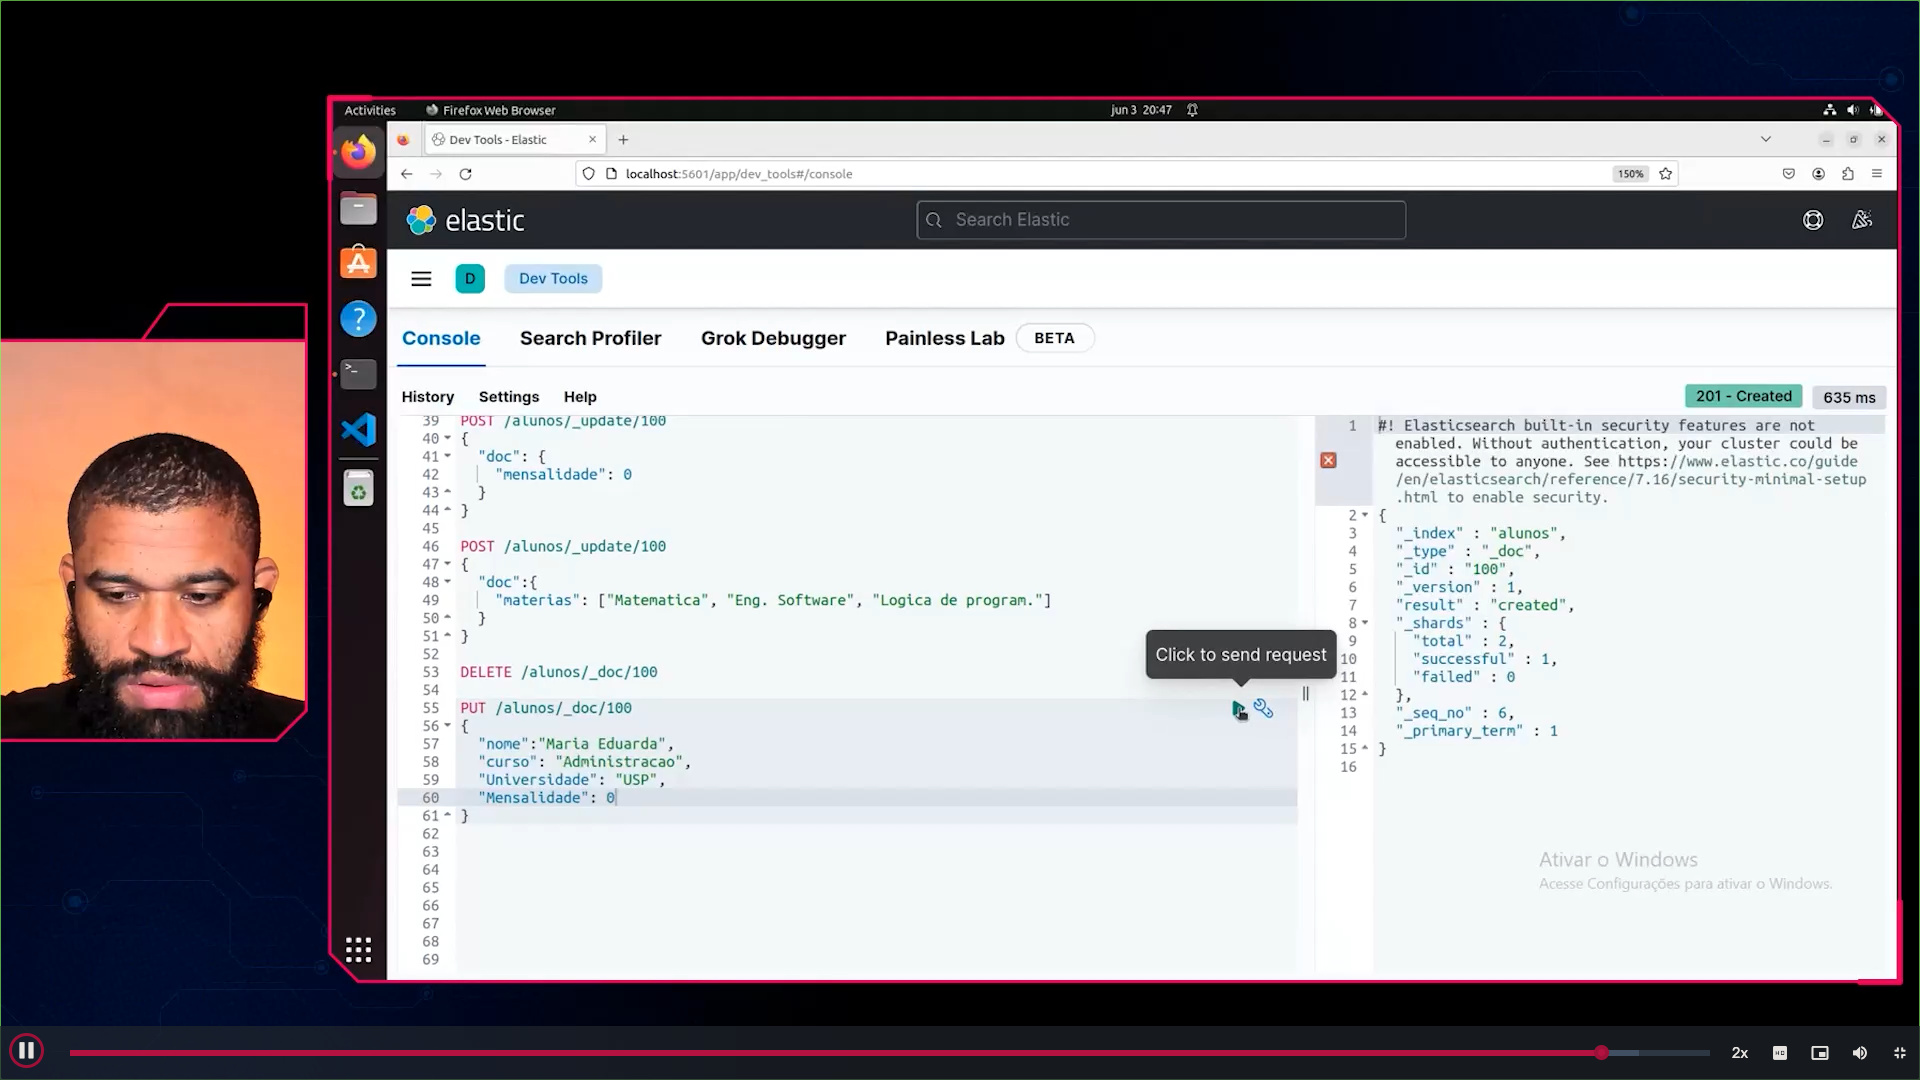 Activities
Firefox Web Browser
jun 3 20:47
Dev Tools - Elastic
localhost:5601/app/dev_tools#/console
150%
elastic
Search Elastic
D
Dev Tools
Console
Search Profiler
Grok Debugger
Painless Lab
BETA
History
Settings
Help
201 - Created
635 ms
39 POST /alunos/_update/100
40 {
41 "doc": {
42 "mensalidade": 0
43 }
44 }
45
46 POST /alunos/_update/100
47 {
48 "doc":{
49 "materias": ["Matematica", "Eng. Software", "Logica de program."]
50 }
51 }
52
53 DELETE /alunos/_doc/100
54
55 PUT /alunos/_doc/100
56 {
57 "nome":"Maria Eduarda",
58 "curso": "Administracao",
59 "Universidade": "USP",
60 "Mensalidade": 0
61 }
62
63
64
65
66
67
68
69
Click to send request
1 #! Elasticsearch built-in security features are not
enabled. Without authentication, your cluster could be
accessible to anyone. See https://www.elastic.co/guide
/en/elasticsearch/reference/7.16/security-minimal-setup
.html to enable security.
2 {
3 "_index" : "alunos",
4 "_type" : "_doc",
5 "_id" : "100",
6 "_version" : 1,
7 "result" : "created",
8 "_shards" : {
9 "total" : 2,
10 "successful" : 1,
11 "failed" : 0
12 },
13 "_seq_no" : 6,
14 "_primary_term" : 1
15 }
16
Ativar o Windows
Acesse Configurações para ativar o Windows.
2x
HD